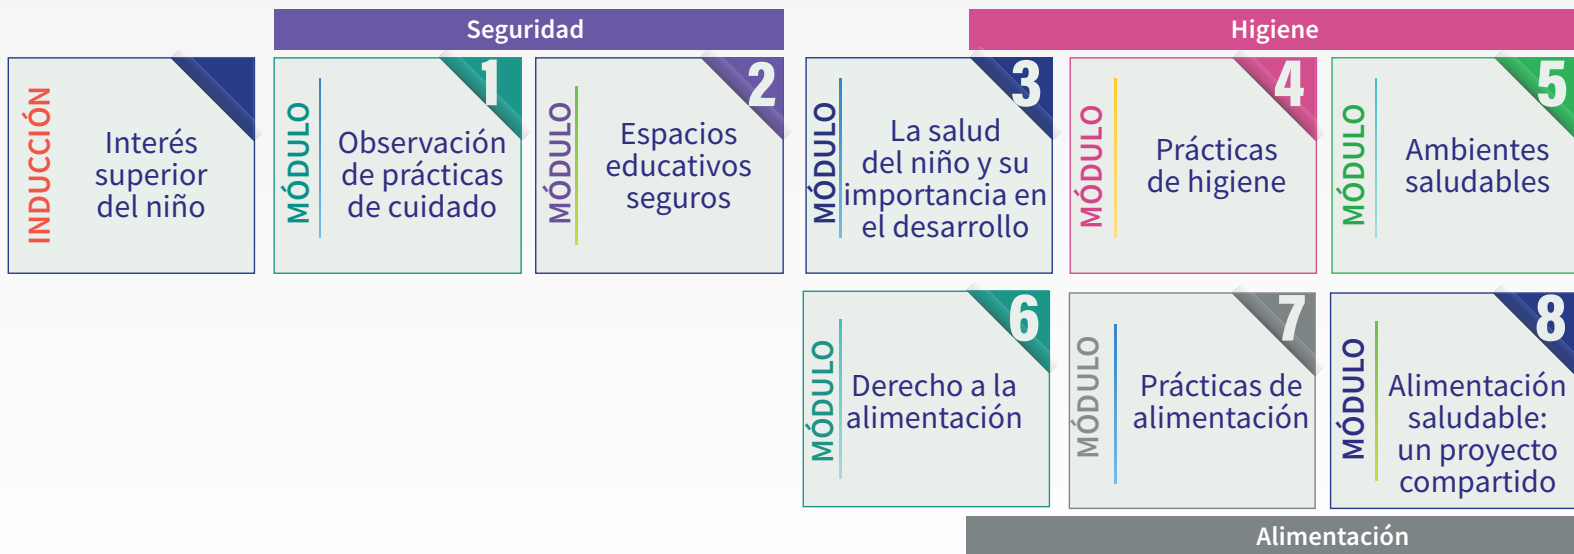 Seguridad
Higiene
INDUCCIÓN
Interés
superior
del niño
MÓDULO
1
Observación
de prácticas
de cuidado
MÓDULO
2
Espacios
educativos
seguros
MÓDULO
3
La salud
del niño y su
importancia en
el desarrollo
MÓDULO
4
Prácticas
de higiene
MÓDULO
5
Ambientes
saludables
MÓDULO
6
Derecho a la
alimentación
MÓDULO
7
Prácticas de
alimentación
MÓDULO
8
Alimentación
saludable:
un proyecto
compartido
Alimentación